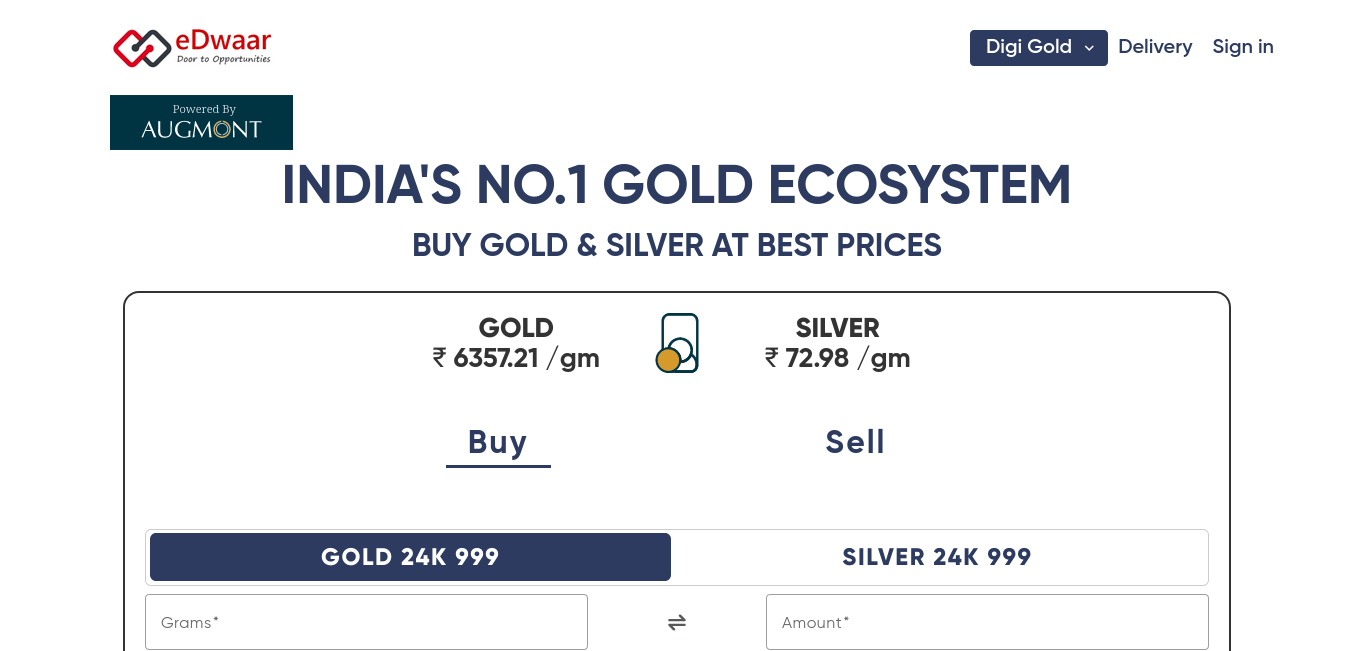 eDwaar
Door to Opportunities
Digi Gold
Delivery
Sign in
Powered By
AUGMONT
INDIA'S NO.1 GOLD ECOSYSTEM
BUY GOLD & SILVER AT BEST PRICES
GOLD
₹ 6357.21 /gm
SILVER
₹ 72.98 /gm
Buy
Sell
GOLD 24K 999
SILVER 24K 999
Grams*
Amount*